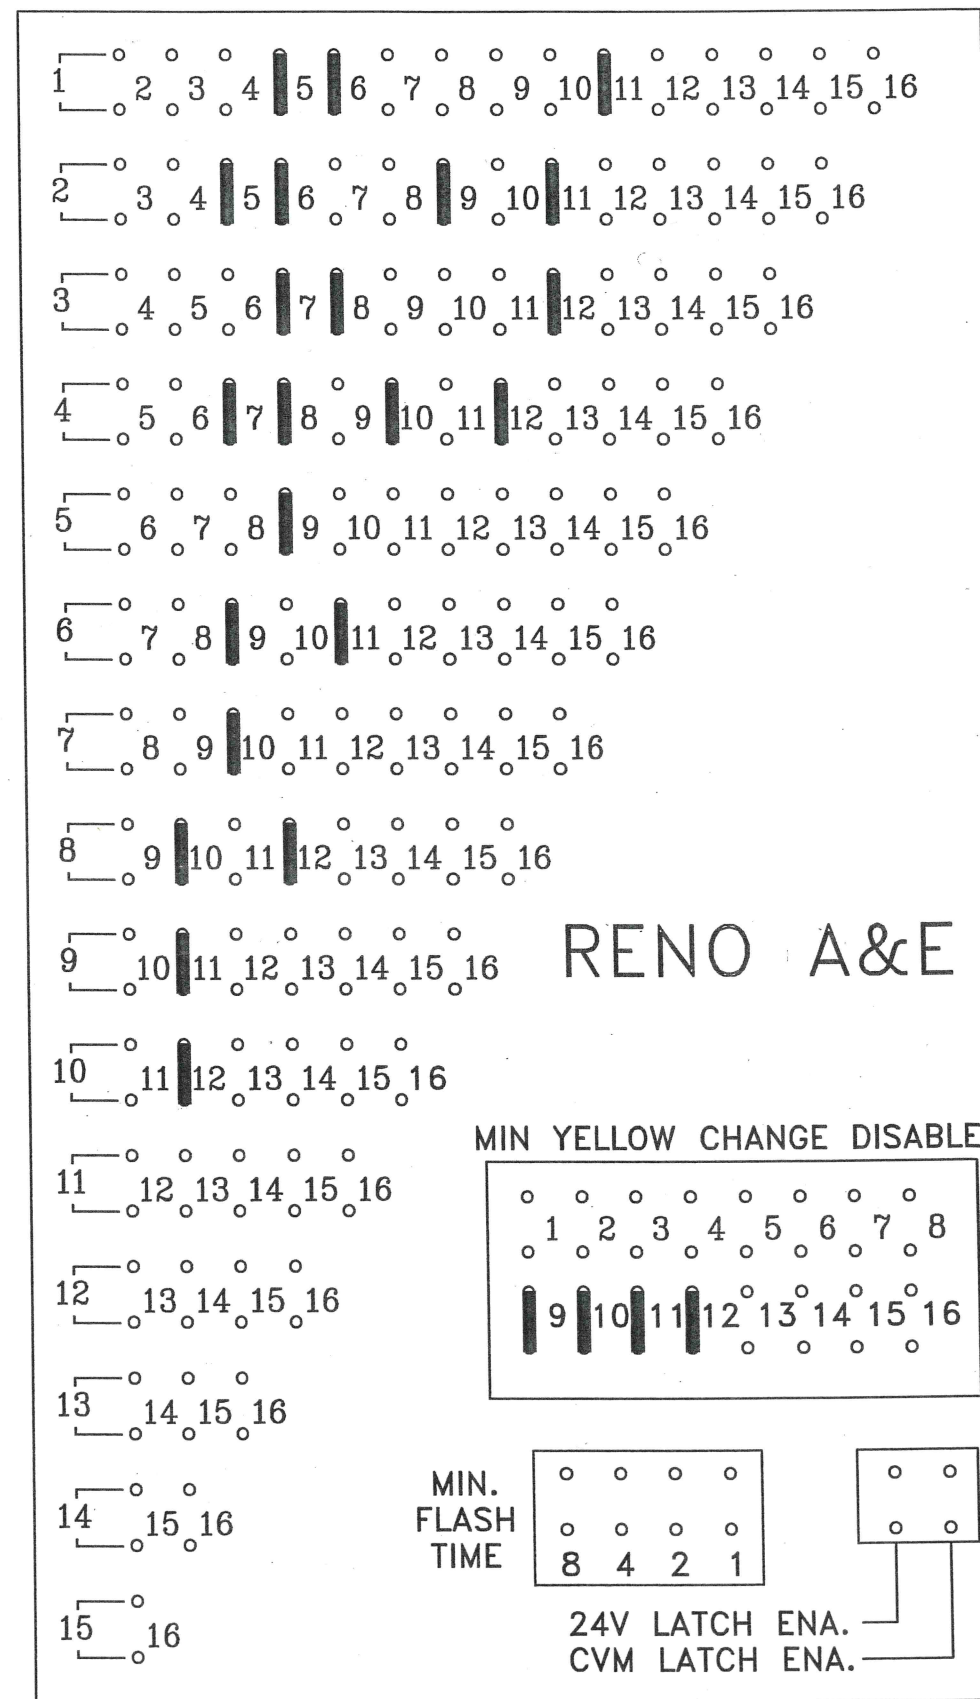 1 2 3 4 5 6 7 8 9 10 11 12 13 14 15 16
2 3 4 5 6 7 8 9 10 11 12 13 14 15 16
3 4 5 6 7 8 9 10 11 12 13 14 15 16
4 5 6 7 8 9 10 11 12 13 14 15 16
5 6 7 8 9 10 11 12 13 14 15 16
6 7 8 9 10 11 12 13 14 15 16
7 8 9 10 11 12 13 14 15 16
8 9 10 11 12 13 14 15 16
9 10 11 12 13 14 15 16
RENO A&E
10 11 12 13 14 15 16
11 12 13 14 15 16
12 13 14 15 16
13 14 15 16
14 15 16
15 16
MIN YELLOW CHANGE DISABLE
1 2 3 4 5 6 7 8
9 10 11 12 13 14 15 16
MIN.
FLASH
TIME
8 4 2 1
24V LATCH ENA.
CVM LATCH ENA.